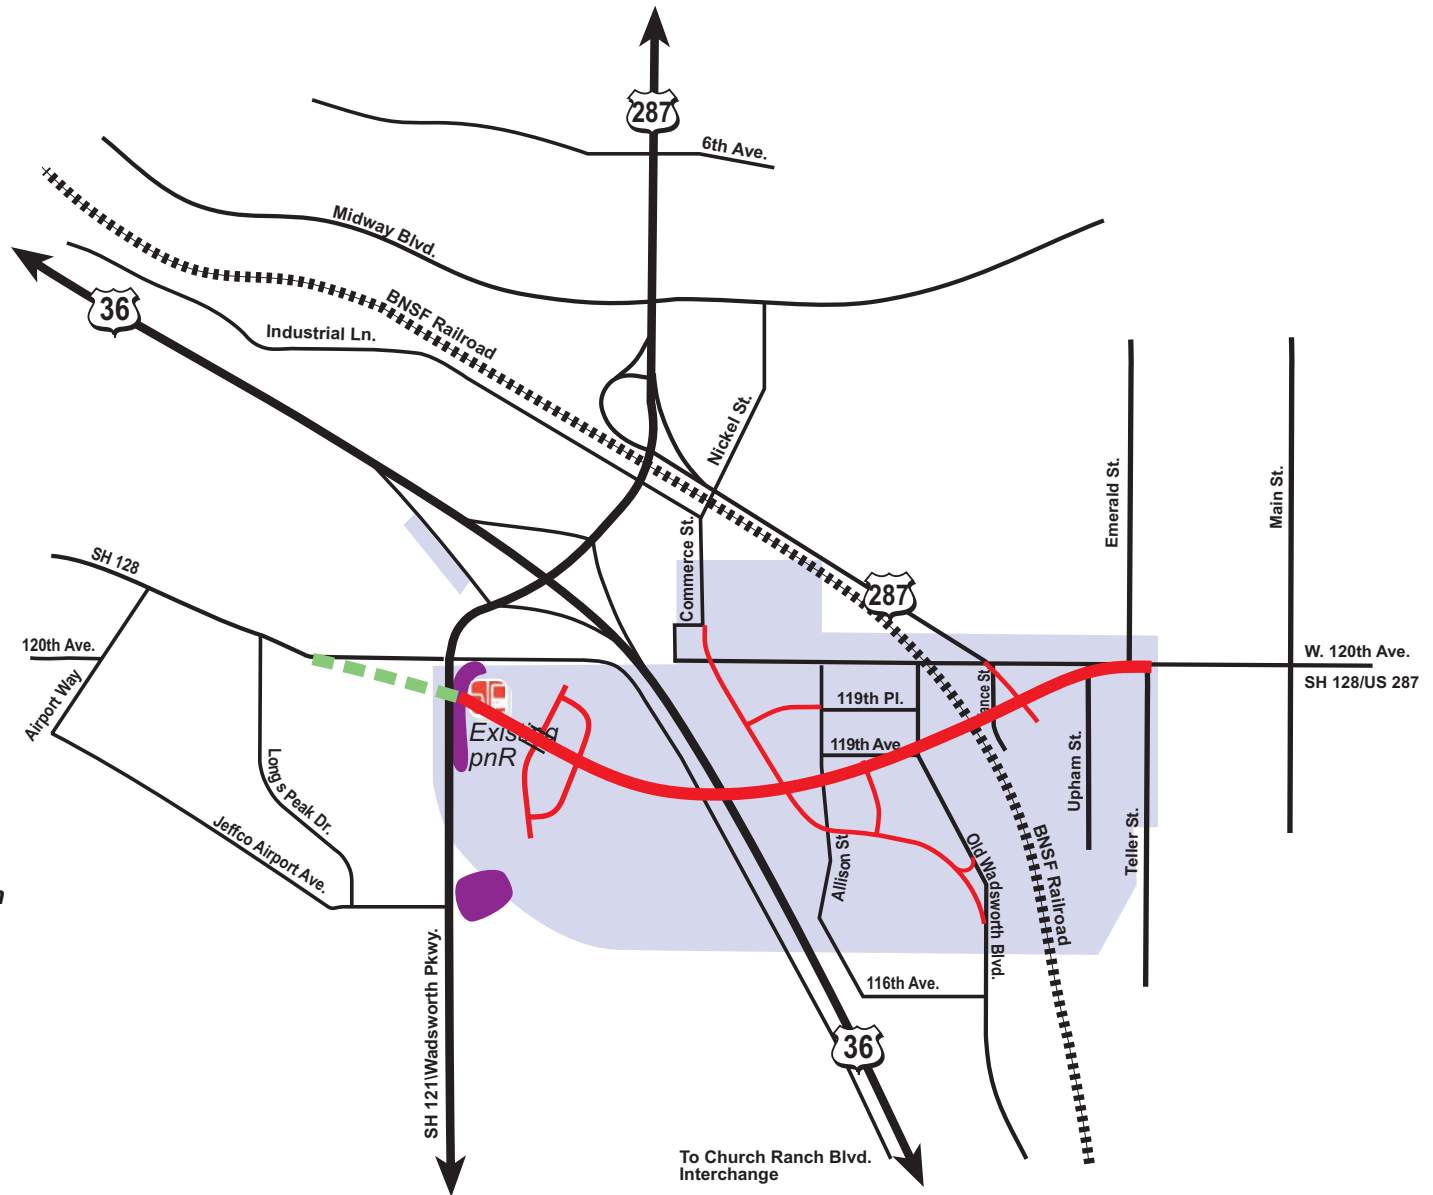 287
6th Ave.
Midway Blvd.
36
BNSF Railroad
Industrial Ln.
Nickel St.
Emerald St.
Main St.
Commerce St.
SH 128
287
120th Ave.
W. 120th Ave.
SH 128/US 287
Airport Way
119th Pl.
Existing
pnR
119th Ave
Upham St.
Long s Peak Dr.
Jeffco Airport Ave.
Allison St
Old Wadsworth Blvd.
BNSF Railroad
Teller St.
SH 121\Wadsworth Pkwy.
116th Ave.
36
To Church Ranch Blvd.
Interchange